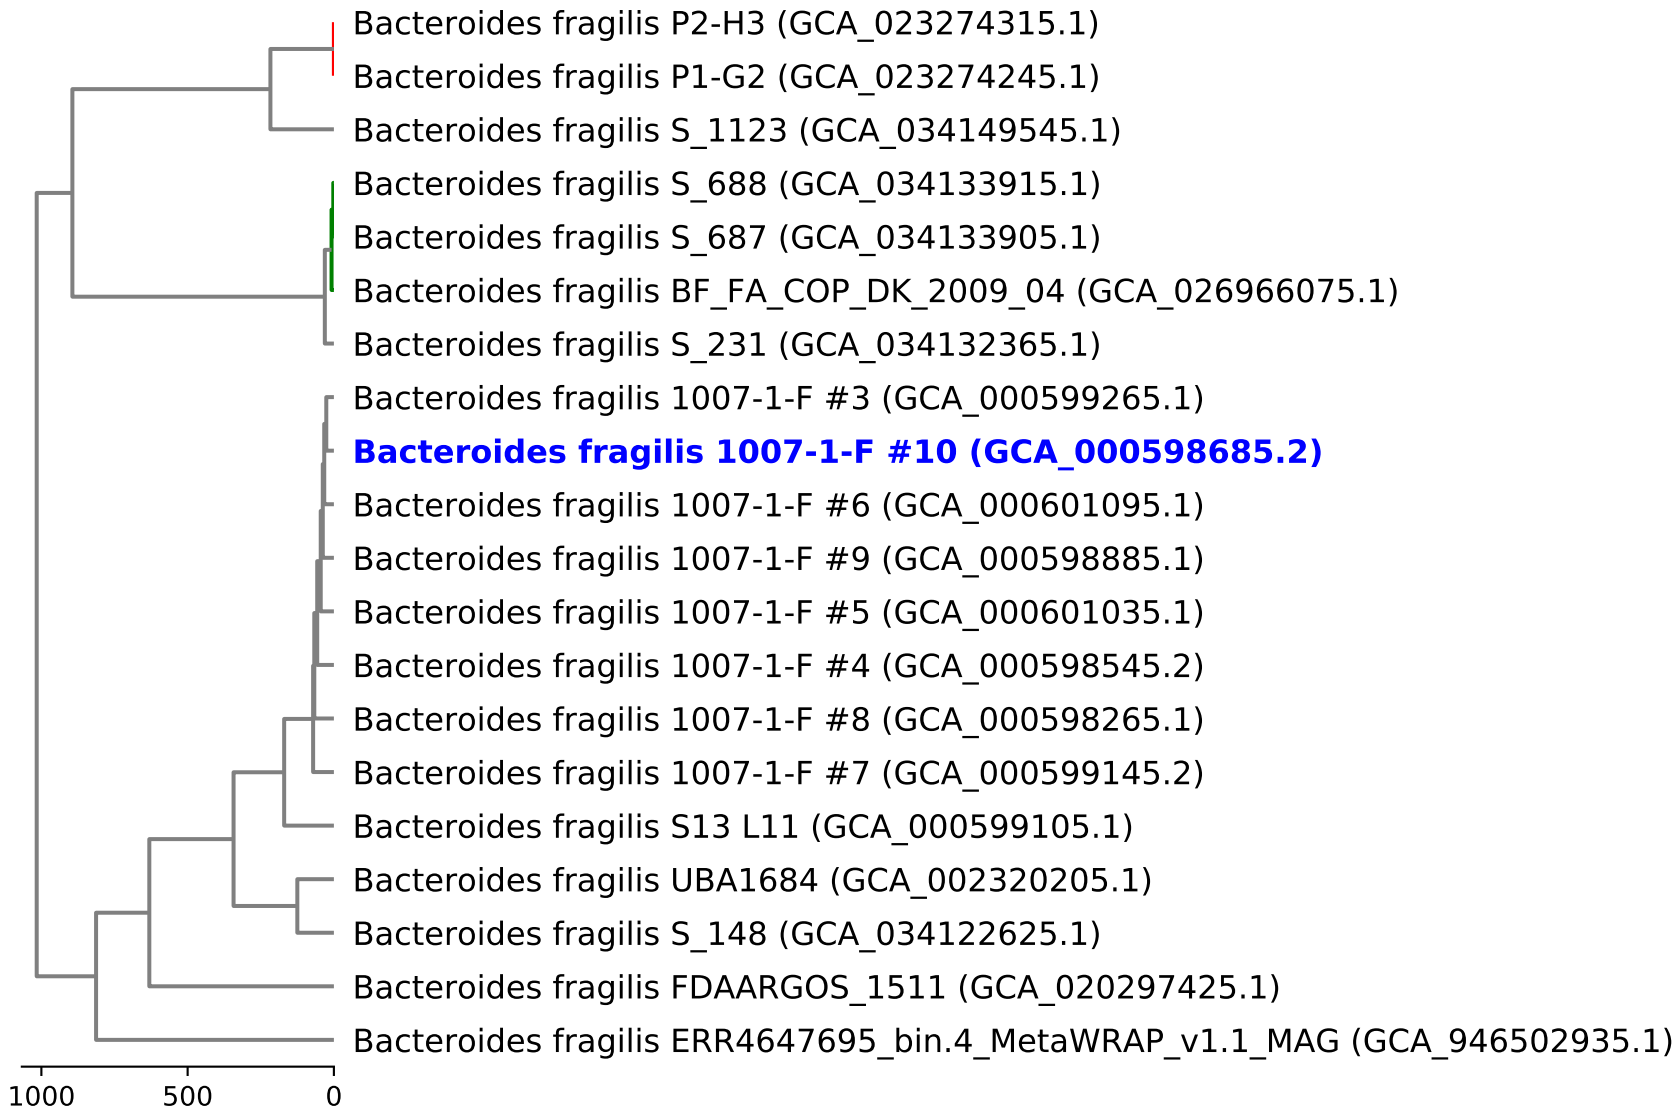 Bacteroides fragilis P2-H3 (GCA_023274315.1)
Bacteroides fragilis P1-G2 (GCA_023274245.1)
Bacteroides fragilis S_1123 (GCA_034149545.1)
Bacteroides fragilis S_688 (GCA_034133915.1)
Bacteroides fragilis S_687 (GCA_034133905.1)
Bacteroides fragilis BF_FA_COP_DK_2009_04 (GCA_026966075.1)
Bacteroides fragilis S_231 (GCA_034132365.1)
Bacteroides fragilis 1007-1-F #3 (GCA_000599265.1)
Bacteroides fragilis 1007-1-F #10 (GCA_000598685.2)
Bacteroides fragilis 1007-1-F #6 (GCA_000601095.1)
Bacteroides fragilis 1007-1-F #9 (GCA_000598885.1)
Bacteroides fragilis 1007-1-F #5 (GCA_000601035.1)
Bacteroides fragilis 1007-1-F #4 (GCA_000598545.2)
Bacteroides fragilis 1007-1-F #8 (GCA_000598265.1)
Bacteroides fragilis 1007-1-F #7 (GCA_000599145.2)
Bacteroides fragilis S13 L11 (GCA_000599105.1)
Bacteroides fragilis UBA1684 (GCA_002320205.1)
Bacteroides fragilis S_148 (GCA_034122625.1)
Bacteroides fragilis FDAARGOS_1511 (GCA_020297425.1)
Bacteroides fragilis ERR4647695_bin.4_MetaWRAP_v1.1_MAG (GCA_946502935.1)
1000 500 0